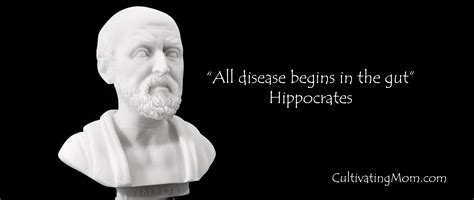 “All disease begins in the gut”
Hippocrates
CultivatingMom.com